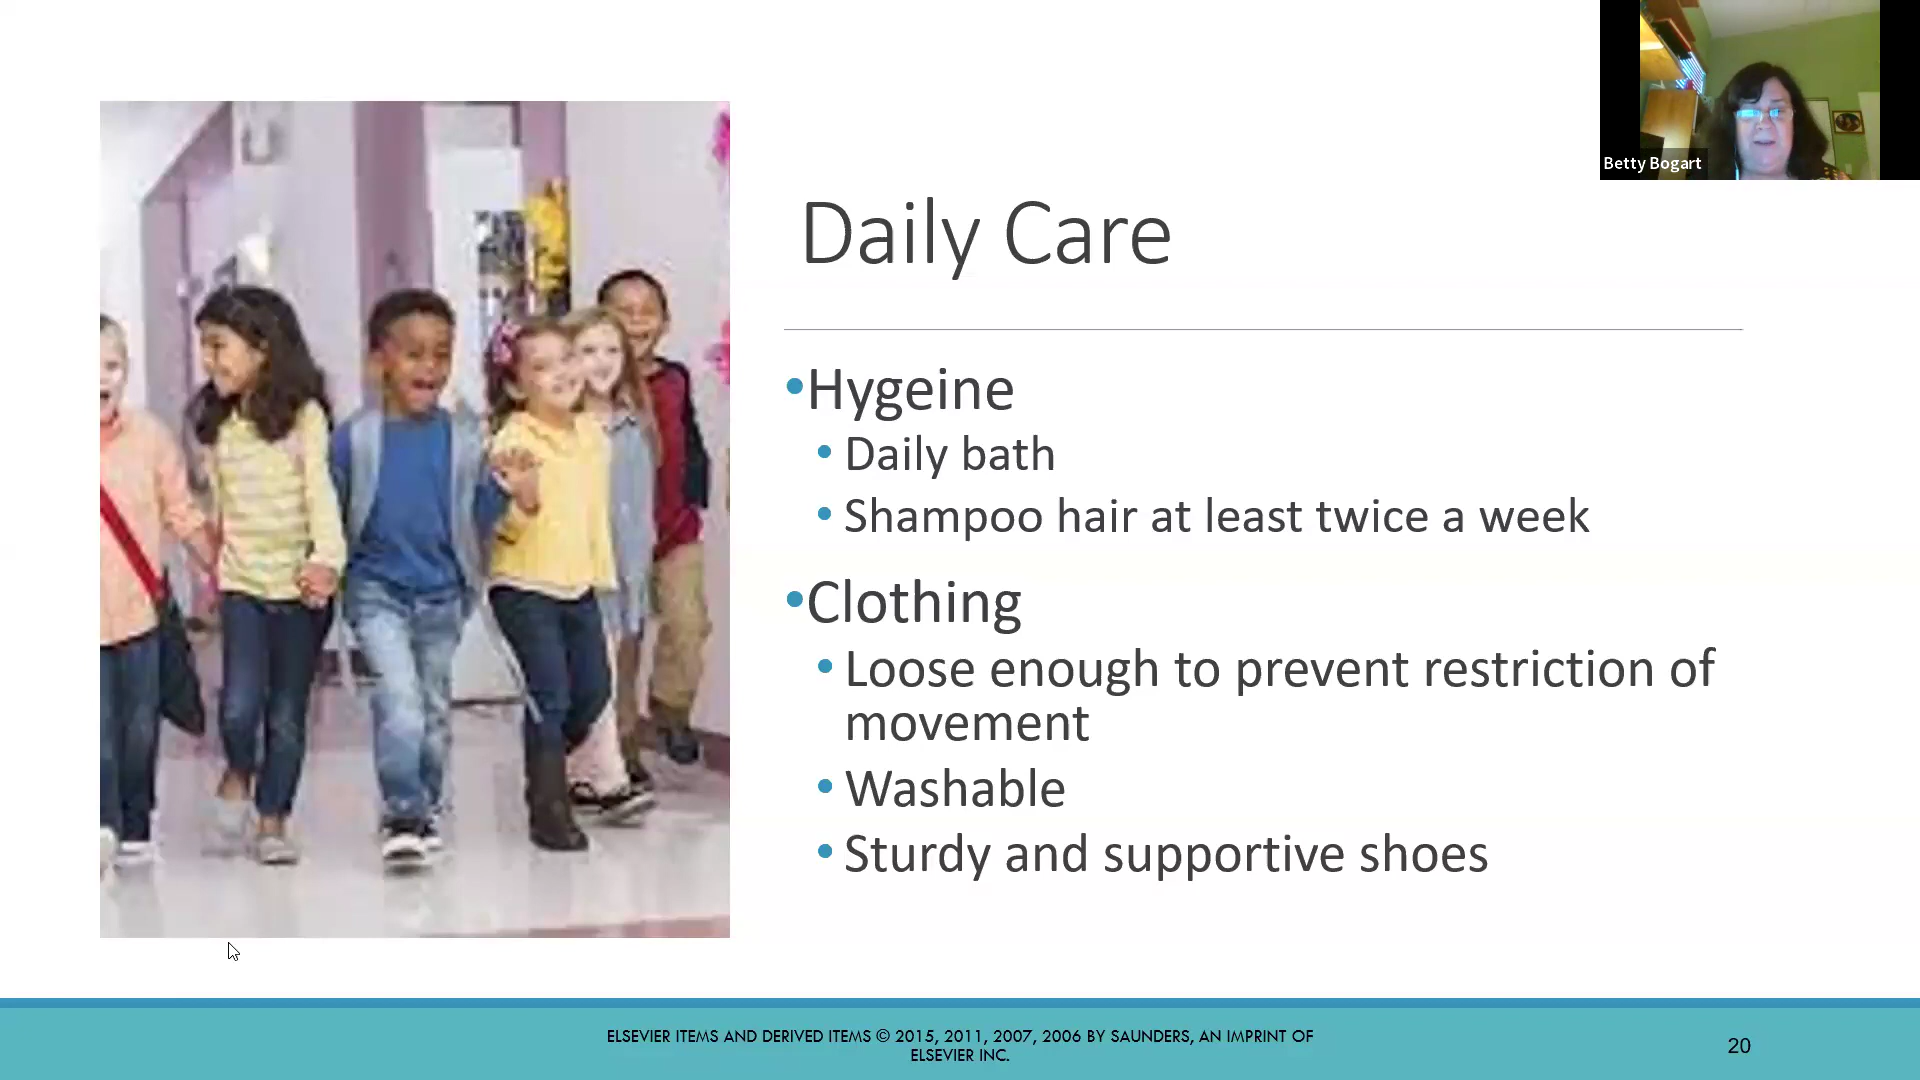 Betty Bogart
Daily Care
•Hygeine
• Daily bath
• Shampoo hair at least twice a week
•Clothing
• Loose enough to prevent restriction of
movement
• Washable
• Sturdy and supportive shoes
ELSEVIER ITEMS AND DERIVED ITEMS © 2015, 2011, 2007, 2006 BY SAUNDERS, AN IMPRINT OF
ELSEVIER INC.
20